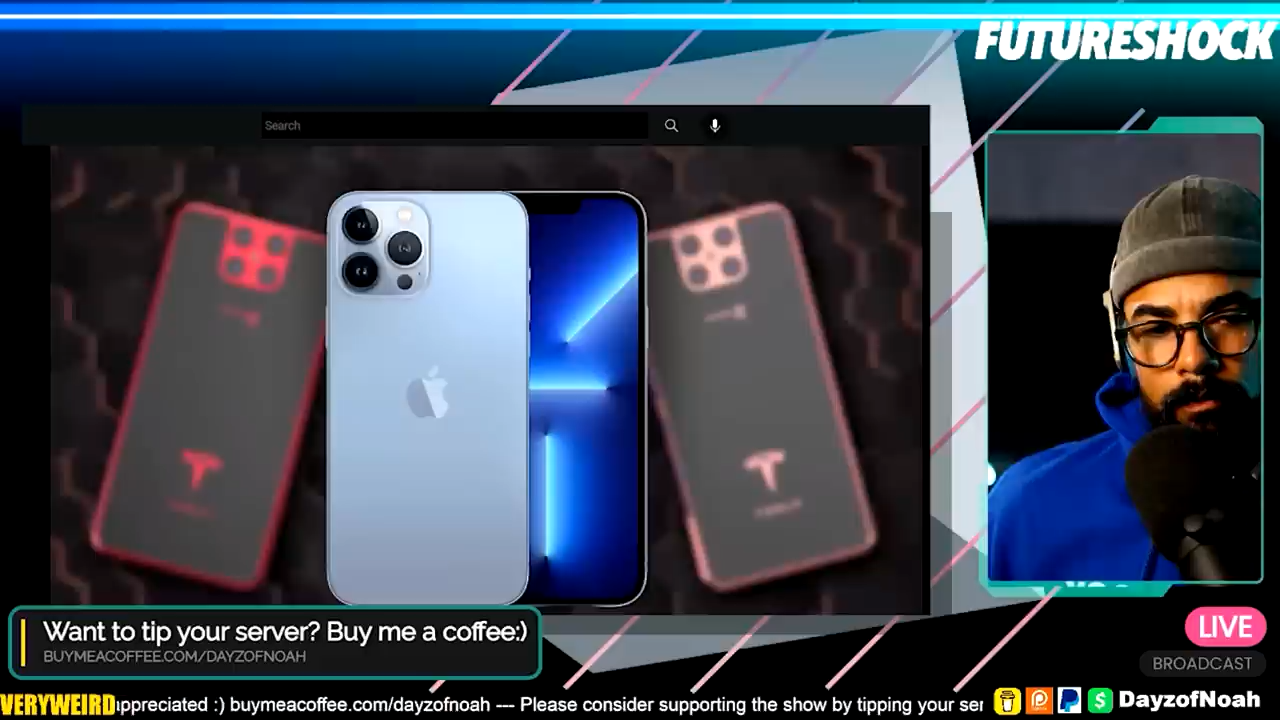 FUTURESHOCK
Search
Want to tip your server? Buy me a coffee:)
BUYMEACOFFEE.COM/DAYZOFNOAH
LIVE
BROADCAST
VERYWEIRD appreciated :) buymeacoffee.com/dayzofnoah --- Please consider supporting the show by tipping your ser
DayzofNoah